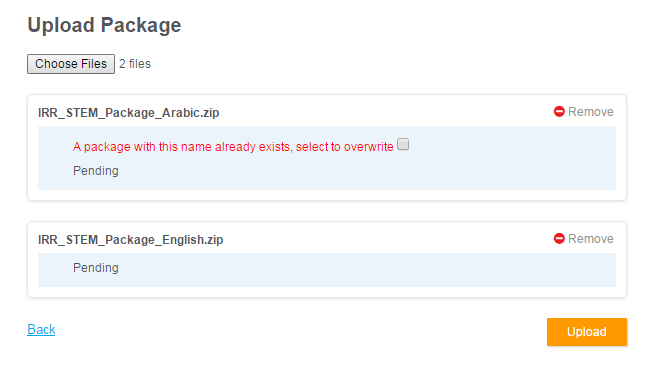 Upload Package
Choose Files 2 files
IRR_STEM_Package_Arabic.zip Remove
A package with this name already exists, select to overwrite
Pending
IRR_STEM_Package_English.zip Remove
Pending
Back Upload